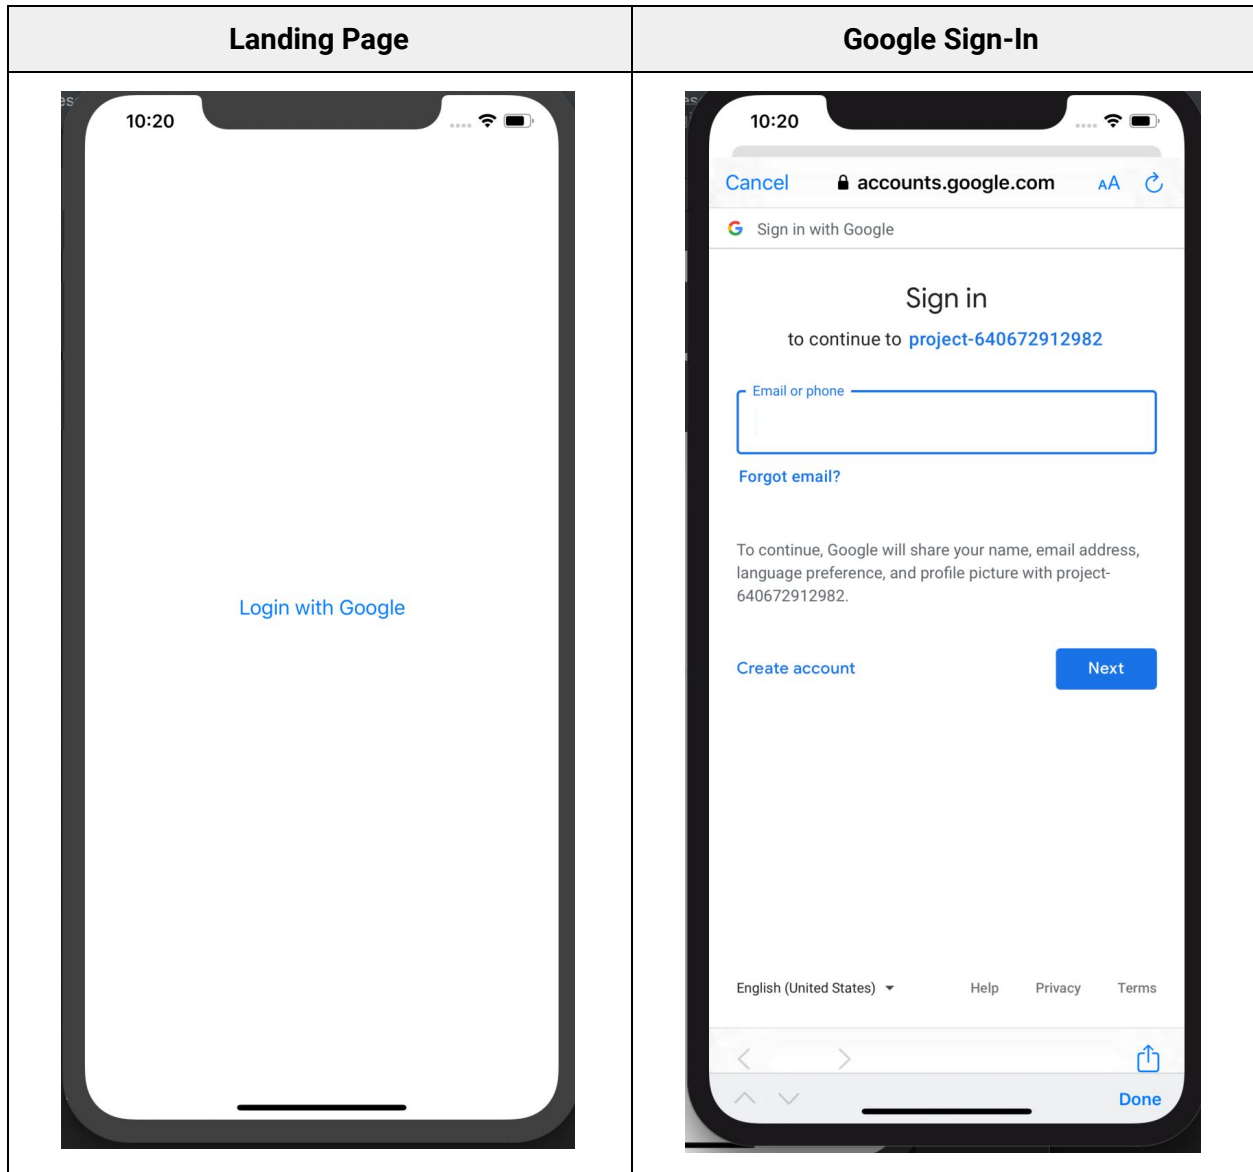 Landing Page
Google Sign-In
10:20
Login with Google
10:20
Cancel
accounts.google.com
AA
Sign in with Google
Sign in
to continue to project-640672912982
Email or phone
Forgot email?
To continue, Google will share your name, email address,
language preference, and profile picture with project-
640672912982.
Create account
Next
English (United States)
Help
Privacy
Terms
Done